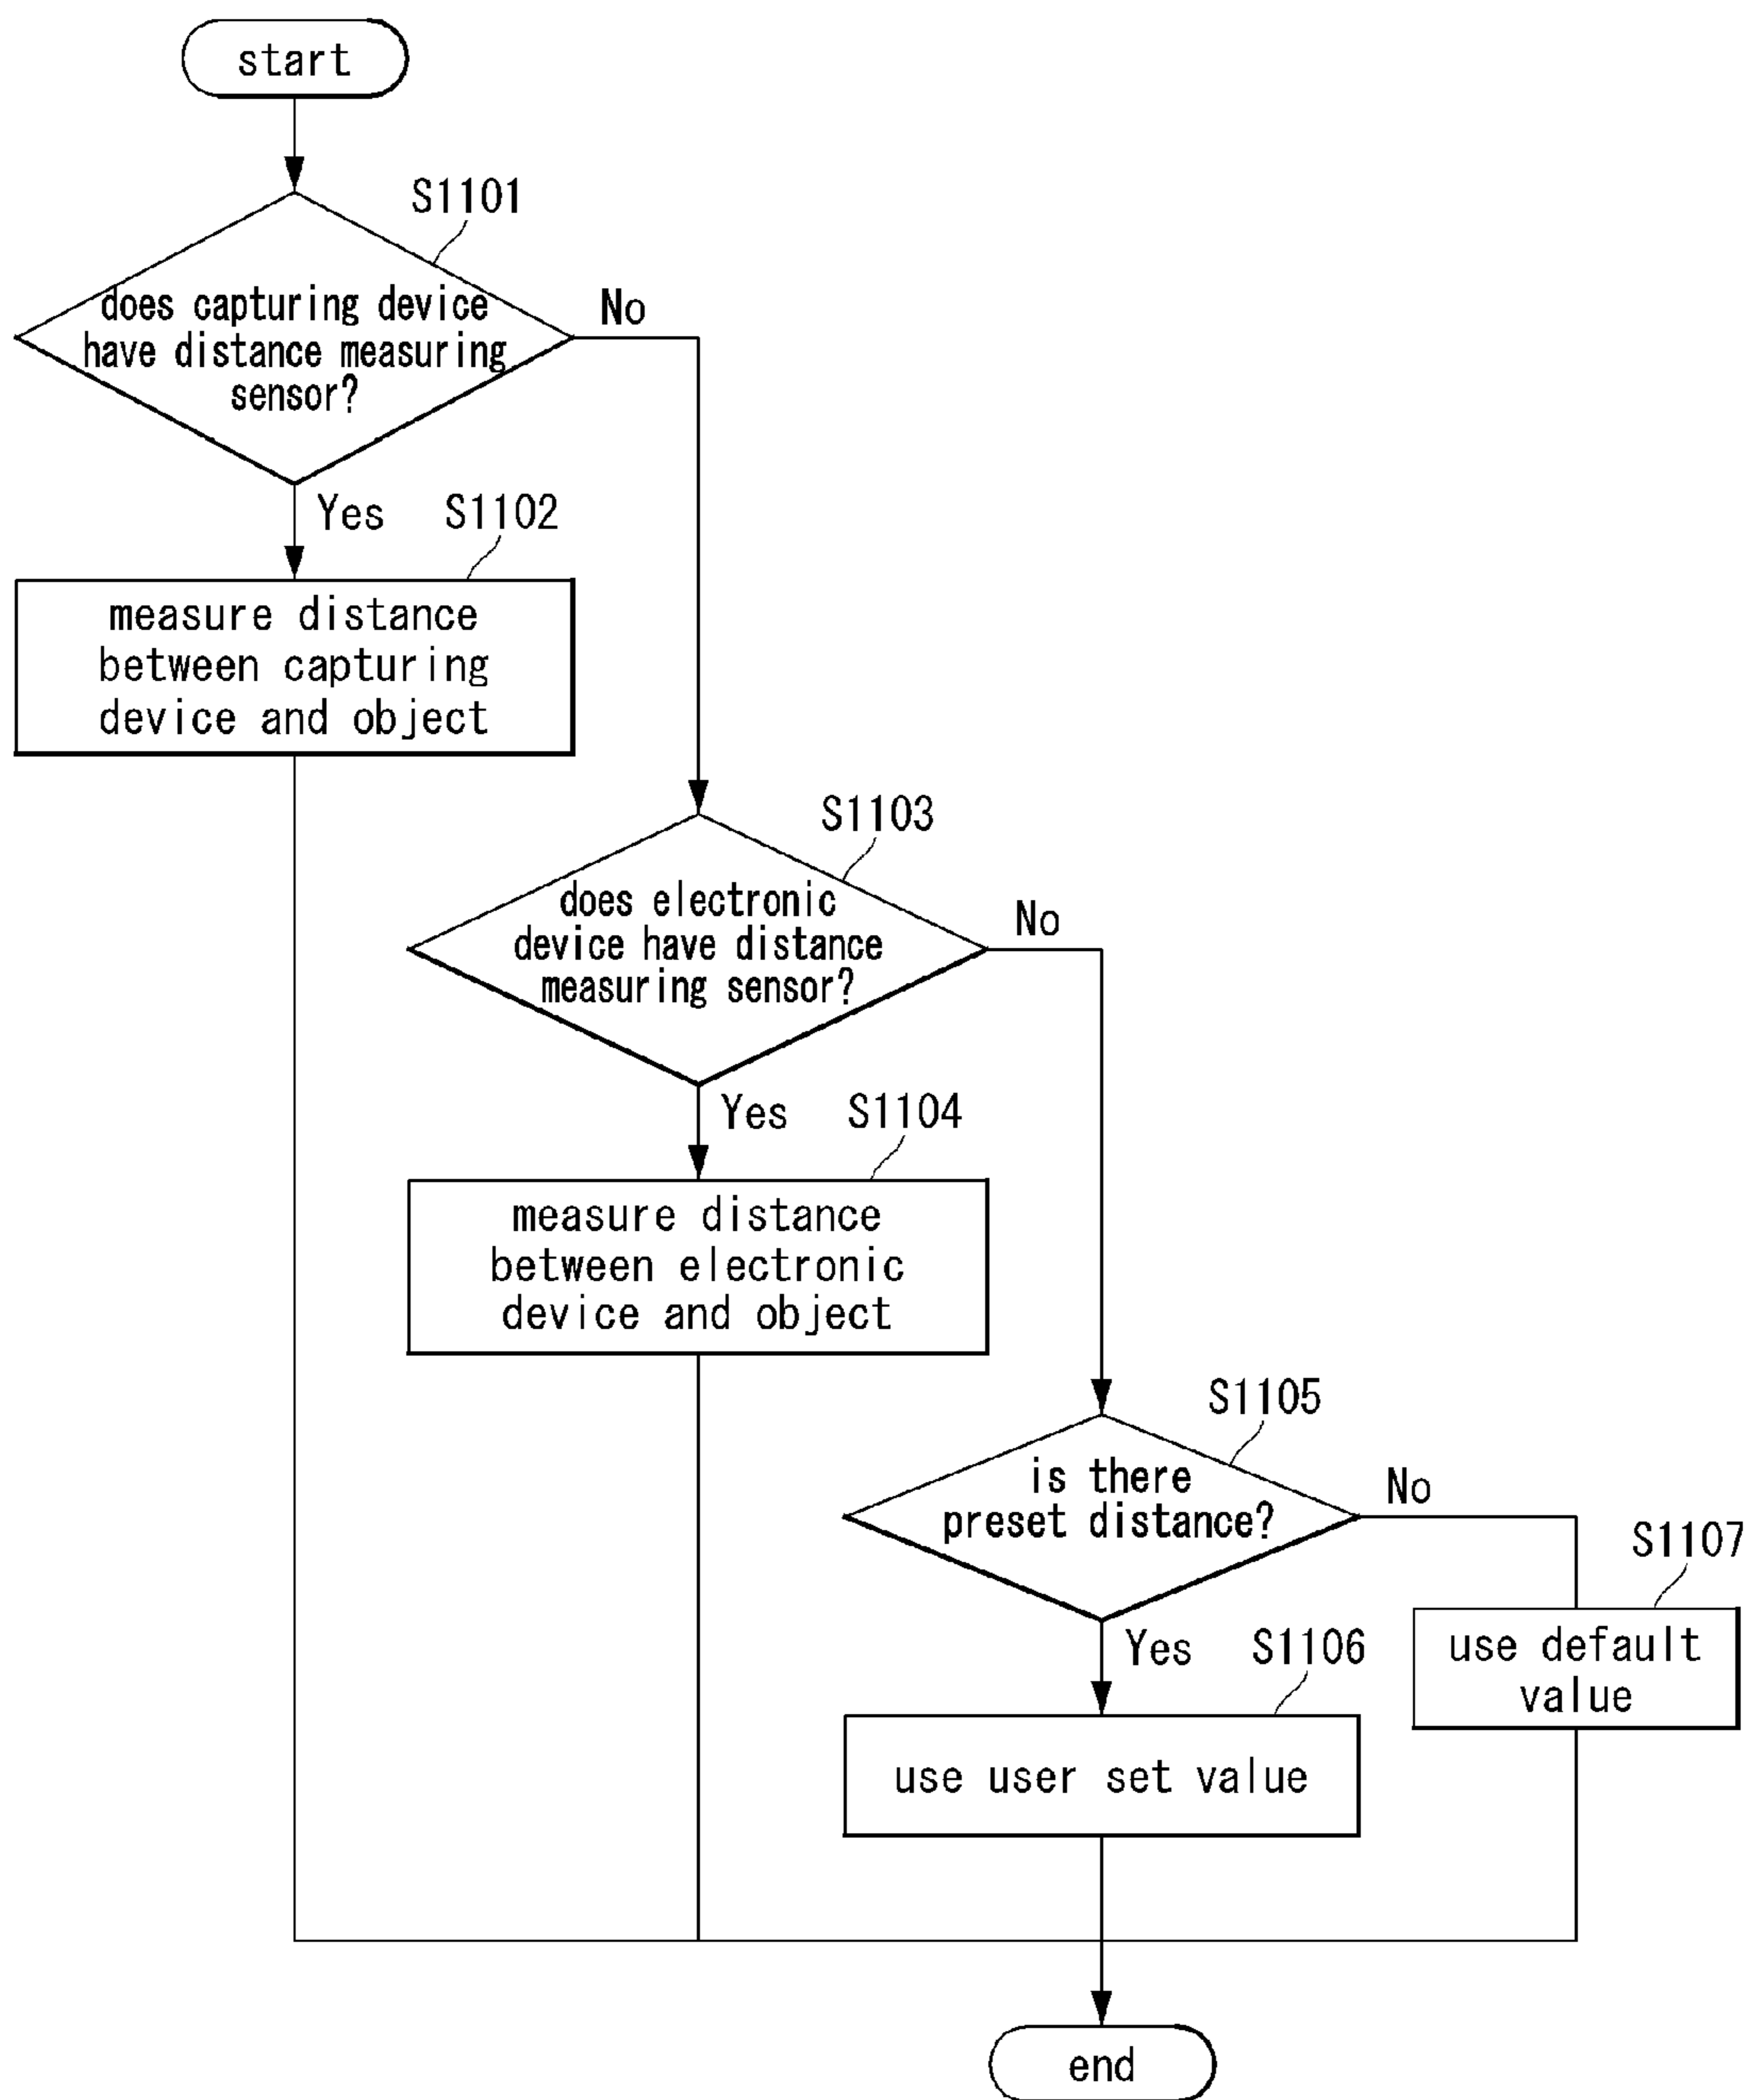 start
S1101
does capturing device
have distance measuring
sensor?
No
Yes
S1102
measure distance
between capturing
device and object
S1103
does electronic
device have distance
measuring sensor?
No
Yes
S1104
measure distance
between electronic
device and object
S1105
is there
preset distance?
No
S1107
use default
value
Yes
S1106
use user set value
end